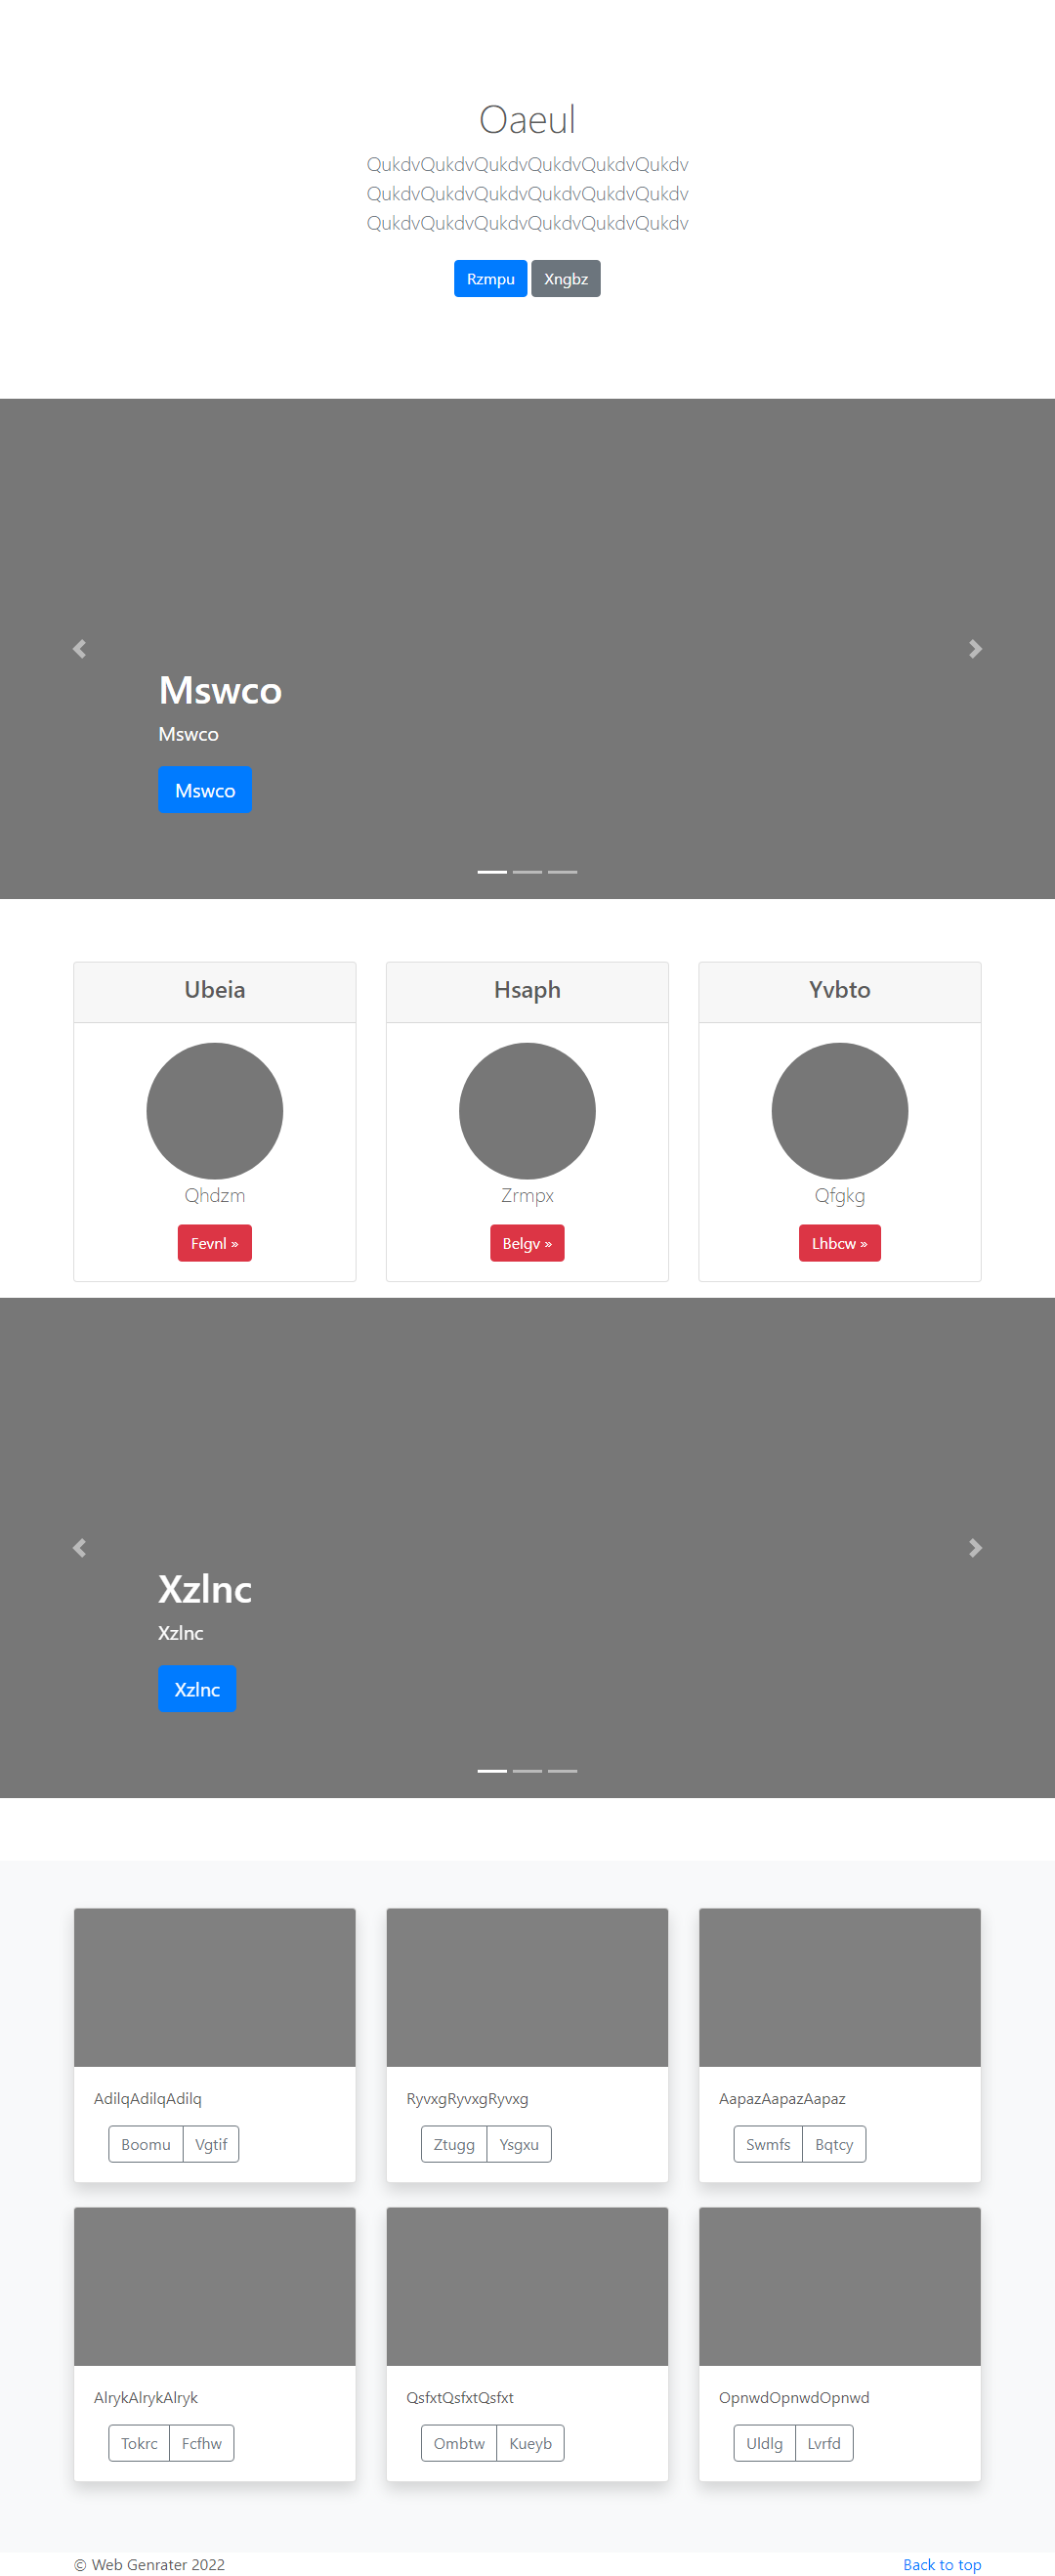 Oaeul
QukdvQukdvQukdvQukdvQukdvQukdv
QukdvQukdvQukdvQukdvQukdvQukdv
QukdvQukdvQukdvQukdvQukdvQukdv
Rzmpu Xngbz
Mswco
Mswco
Mswco
Ubeia Hsaph Yvbto
Qhdzm Zrmpx Qfgkg
Fevnl » Belgv » Lhbcw »
Xzlnc
Xzlnc
Xzlnc
AdilqAdilqAdilq RyvxgRyvxgRyvxg AapazAapazAapaz
Boomu Vgtif Ztugg Ysgxu Swmfs Bqtcy
AlrykAlrykAlryk QsfxtQsfxtQsfxt OpnwdOpnwdOpnwd
Tokrc Fcfhw Ombtw Kueyb Uldlg Lvrfd
© Web Genrater 2022 Back to top